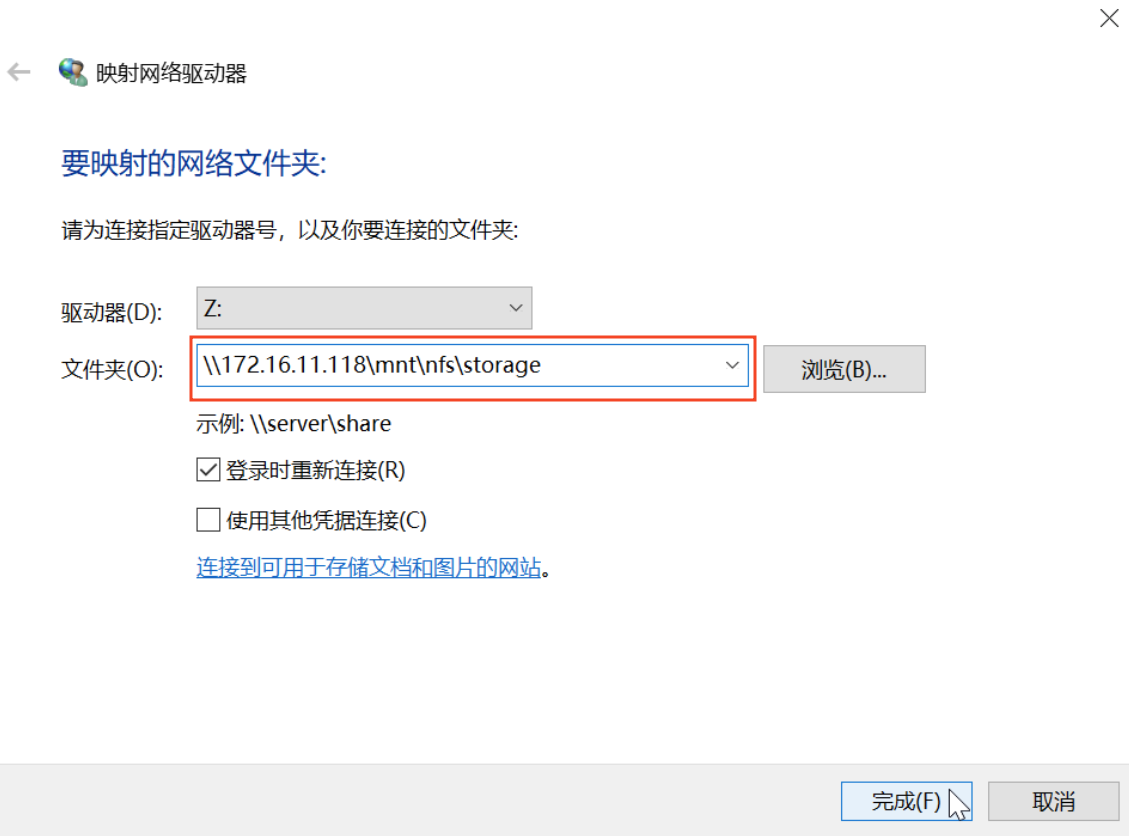 映射网络驱动器
要映射的网络文件夹:
请为连接指定驱动器号，以及你要连接的文件夹:
驱动器(D): Z:
文件夹(O): \\172.16.11.118\mnt\nfs\storage 浏览(B)...
示例: \\server\share
登录时重新连接(R)
使用其他凭据连接(C)
连接到可用于存储文档和图片的网站。
完成(F) 取消